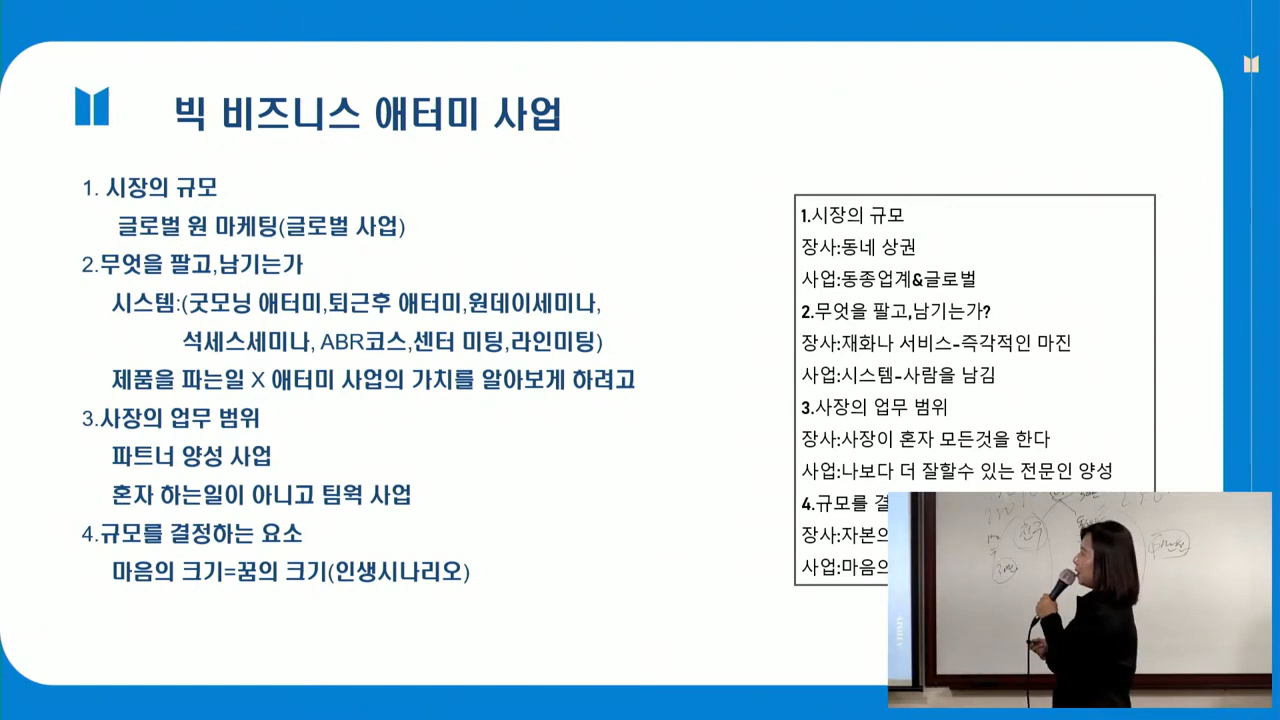 빅 비즈니스 애터미 사업
1. 시장의 규모
글로벌 원 마케팅(글로벌 사업)
2.무엇을 팔고,남기는가
시스템:(굿모닝 애터미,퇴근후 애터미,원데이세미나,
석세스세미나, ABR코스,센터 미팅,라인미팅)
제품을 파는일 X 애터미 사업의 가치를 알아보게 하려고
3.사장의 업무 범위
파트너 양성 사업
혼자 하는일이 아니고 팀웍 사업
4.규모를 결정하는 요소
마음의 크기=꿈의 크기(인생시나리오)
1.시장의 규모
장사:동네 상권
사업:동종업계&글로벌
2.무엇을 팔고,남기는가?
장사:재화나 서비스-즉각적인 마진
사업:시스템-사람을 남김
3.사장의 업무 범위
장사:사장이 혼자 모든것을 한다
사업:나보다 더 잘할수 있는 전문인 양성
4.규모를
장사:자본의
사업:마음의